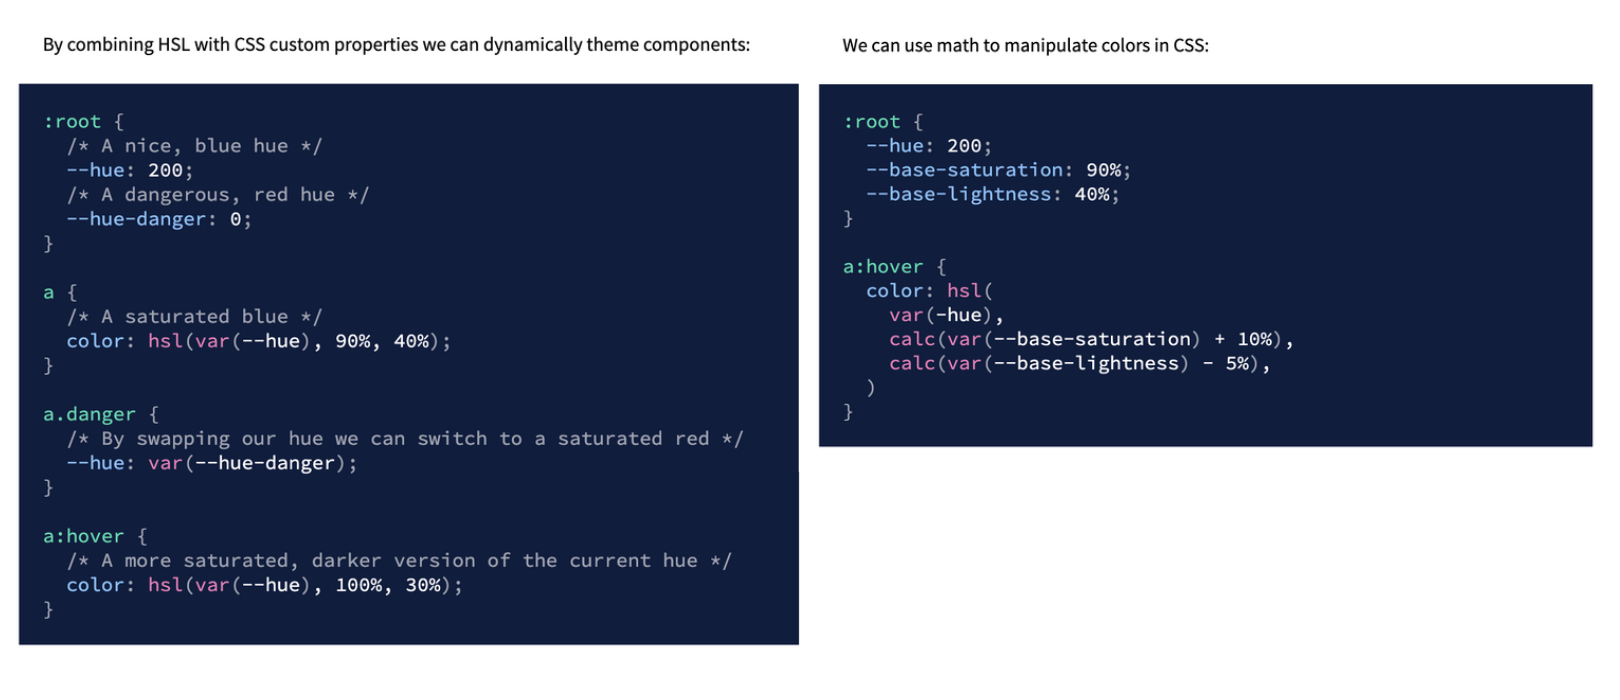 By combining HSL with CSS custom properties we can dynamically theme components:
:root {
  /* A nice, blue hue */
  --hue: 200;
  /* A dangerous, red hue */
  --hue-danger: 0;
}
a {
  /* A saturated blue */
  color: hsl(var(--hue), 90%, 40%);
}
a.danger {
  /* By swapping our hue we can switch to a saturated red */
  --hue: var(--hue-danger);
}
a:hover {
  /* A more saturated, darker version of the current hue */
  color: hsl(var(--hue), 100%, 30%);
}
We can use math to manipulate colors in CSS:
:root {
  --hue: 200;
  --base-saturation: 90%;
  --base-lightness: 40%;
}
a:hover {
  color: hsl(
    var(-hue),
    calc(var(--base-saturation) + 10%),
    calc(var(--base-lightness) - 5%),
  )
}